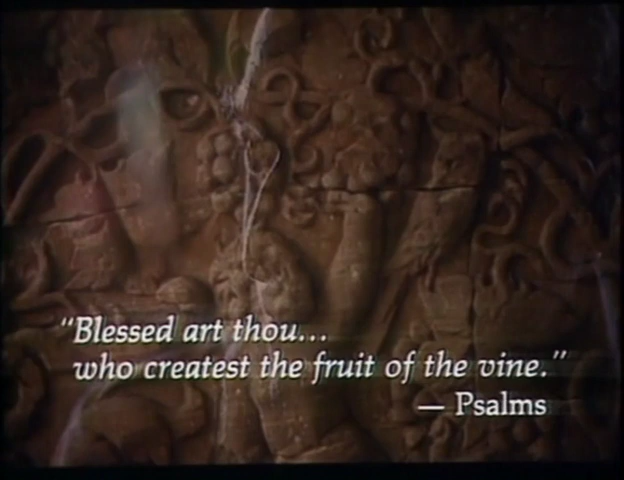 “Blessed art thou...
who createst the fruit of the vine.”
— Psalms